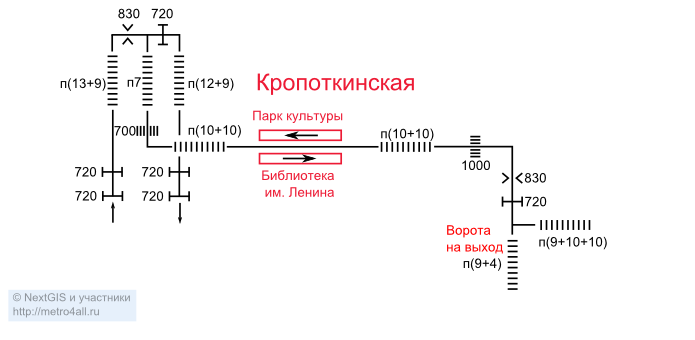 830
720
п(13+9)
п7
п(12+9)
Кропоткинская
Парк культуры
700
п(10+10)
п(10+10)
1000
720
720
Библиотека
им. Ленина
830
720
720
720
Ворота
на выход
п(9+10+10)
п(9+4)
© NextGIS и участники
http://metro4all.ru